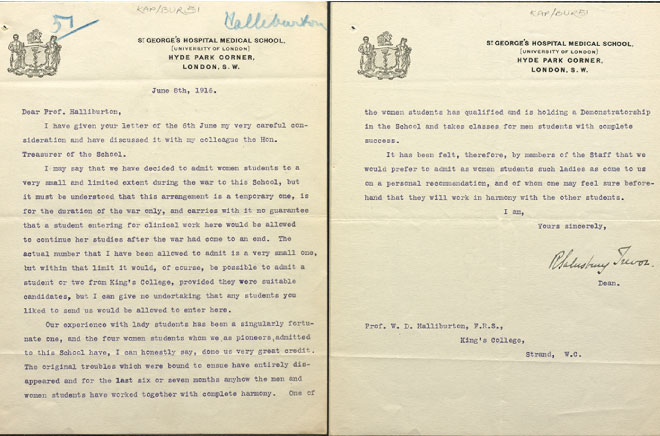 KAP/BUR51
51
Halliburton
ST GEORGE'S HOSPITAL MEDICAL SCHOOL,
(UNIVERSITY OF LONDON)
HYDE PARK CORNER,
LONDON, S. W.
June 8th, 1916.
Dear Prof. Halliburton,
I have given your letter of the 6th June my very careful con-
sideration and have discussed it with my colleague the Hon.
Treasurer of the School.
I may say that we have decided to admit women students to a
very small and limited extent during the war to this School, but
it must be understood that this arrangement is a temporary one, is
for the duration of the war only, and carries with it no guarantee
that a student entering for clinical work here would be allowed
to continue her studies after the war had come to an end. The
actual number that I have been allowed to admit is a very small one,
but within that limit it would, of course, be possible to admit a
student or two from King's College, provided they were suitable
candidates, but I can give no undertaking that any students you
liked to send us would be allowed to enter here.
Our experience with lady students has been a singularly fortu-
nate one, and the four women students whom we,as pioneers,admitted
to this School have, I can honestly say, done us very great credit.
The original troubles which were bound to ensue have entirely dis-
appeared and for the last six or seven months anyhow the men and
women students have worked together with complete harmony. One of
KAP/BUR51
ST GEORGE'S HOSPITAL MEDICAL SCHOOL,
(UNIVERSITY OF LONDON)
HYDE PARK CORNER,
LONDON, S. W.
the women students has qualified and is holding a Demonstratorship
in the School and takes classes for men students with complete
success.
It has been felt, therefore, by members of the Staff that we
would prefer to admit as women students such ladies as come to us
on a personal recommendation, and of whom one may feel sure before-
hand that they will work in harmony with the other students.
I am,
Yours sincerely,
R Salusbury Trevor.
Dean.
Prof. W. D. Halliburton, F.R.S.,
King's College,
Strand, W.C.